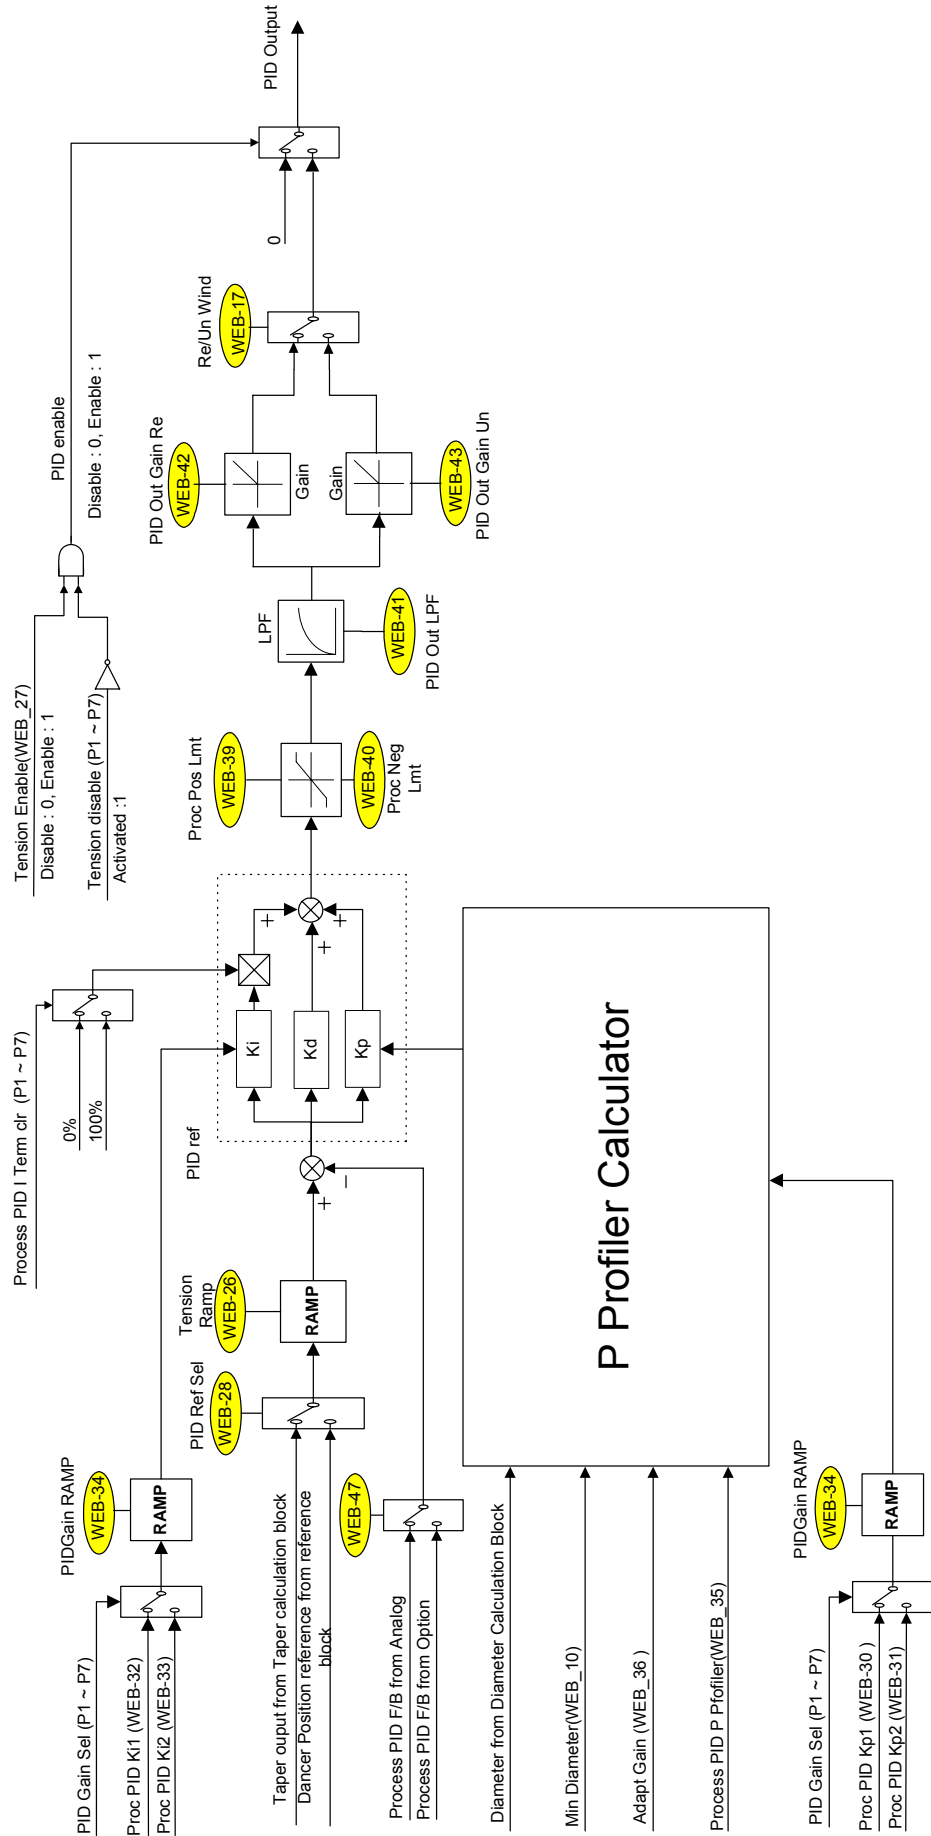 PID Gain Sel (P1 ~ P7)
Proc PID Ki1 (WEB-32)
Proc PID Ki2 (WEB-33)
PIDGain RAMP
WEB-34
RAMP
Process PID I Term dlr (P1 ~ P7)
0%
100%
Tension Enable(WEB_27)
Disable : 0, Enable : 1
Tension disable (P1 ~ P7)
Activated :1
PID enable
Disable : 0, Enable : 1
Taper ouput from Taper calculation block
Dancer Position reference from reference
block
PID Ref Sel
WEB-28
Tension
Ramp
WEB-26
RAMP
PID ref
+
−
Ki
Kd
Kp
+
+
+
Proc Pos Lmt
WEB-39
WEB-40
Proc Neg
Lmt
LPF
WEB-41
PID Out LPF
PID Out Gain Re
WEB-42
Gain
Gain
WEB-43
PID Out Gain Un
Re/Un Wind
WEB-17
0
PID Output
WEB-47
Process PID F/B from Analog
Process PID F/B from Option
Diameter from Diameter Calculation Block
Min Diameter(WEB_10)
Adapt Gain (WEB_36 )
Process PID P Pfofiler(WEB_35)
P Profiler Calculator
PID Gain Sel (P1 ~ P7)
Proc PID Kp1 (WEB-30 )
Proc PID Kp2 (WEB-31)
PIDGain RAMP
WEB-34
RAMP